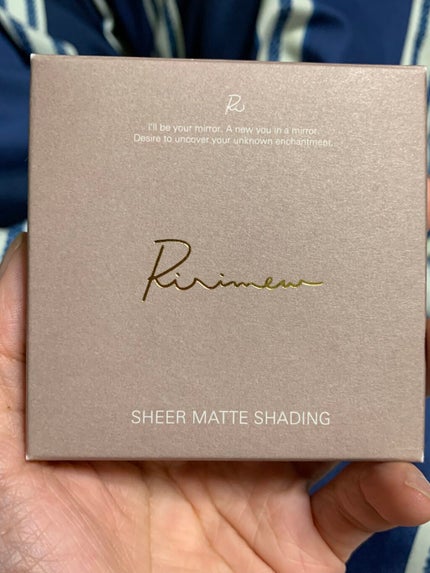 Ri
I'll be your mirror. A new you in a mirror.
Desire to uncover your unknown enchantment.
Ririmew
SHEER MATTE SHADING